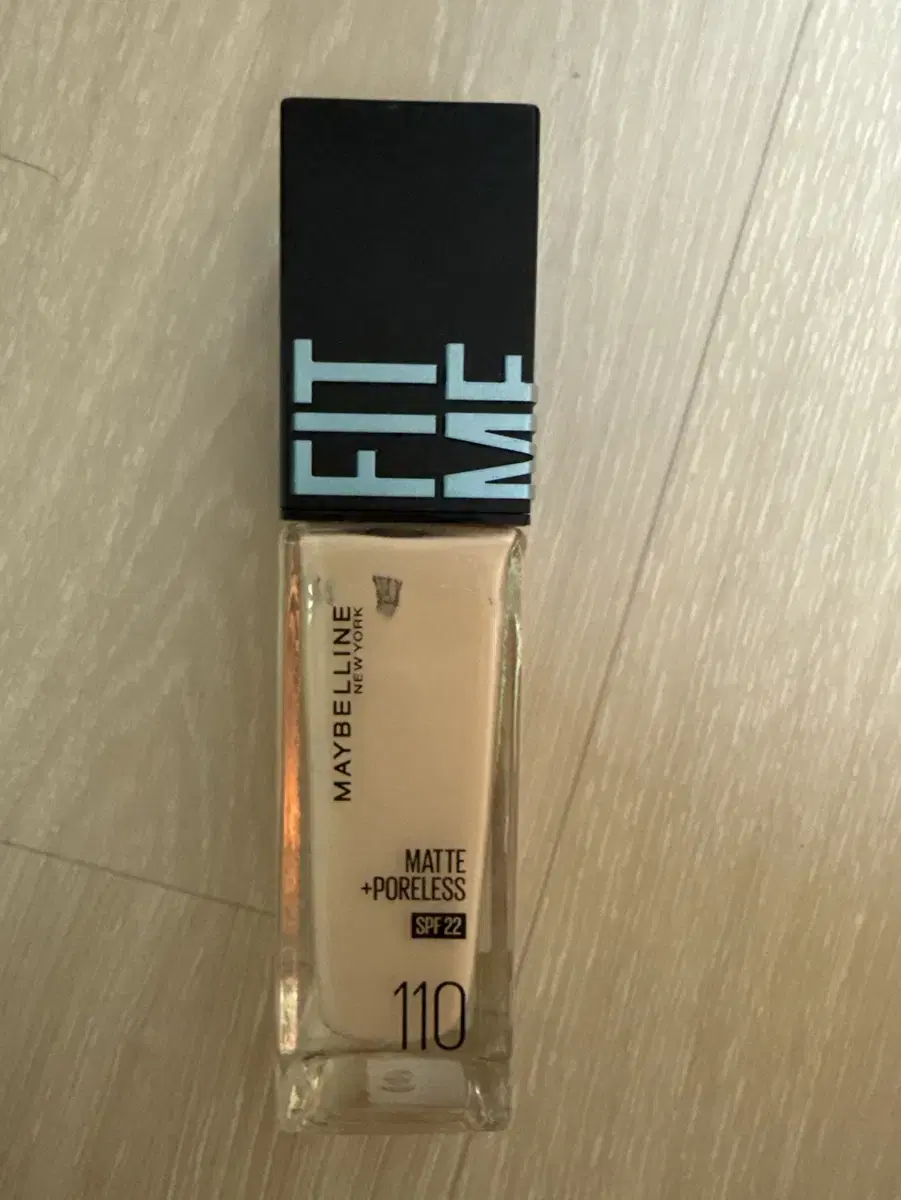 FIT
ME
MAYBELLINE
NEW YORK
MATTE
+PORELESS
SPF 22
110